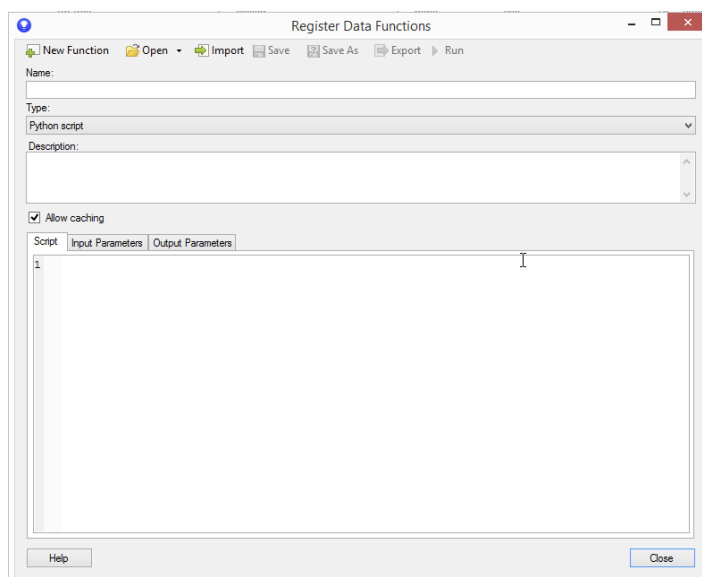 Register Data Functions
New Function Open Import Save Save As Export Run
Name:
Type:
Python script
Description:
Allow caching
Script Input Parameters Output Parameters
1
Help Close